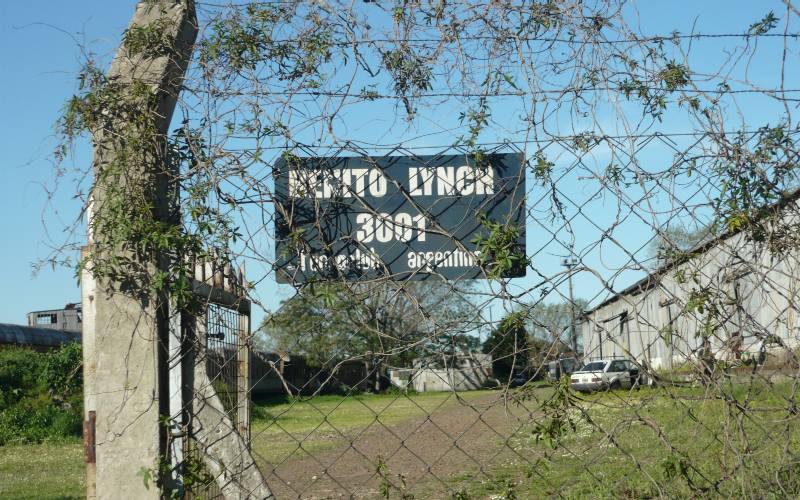 BENITO LYNCH
3001
argentina